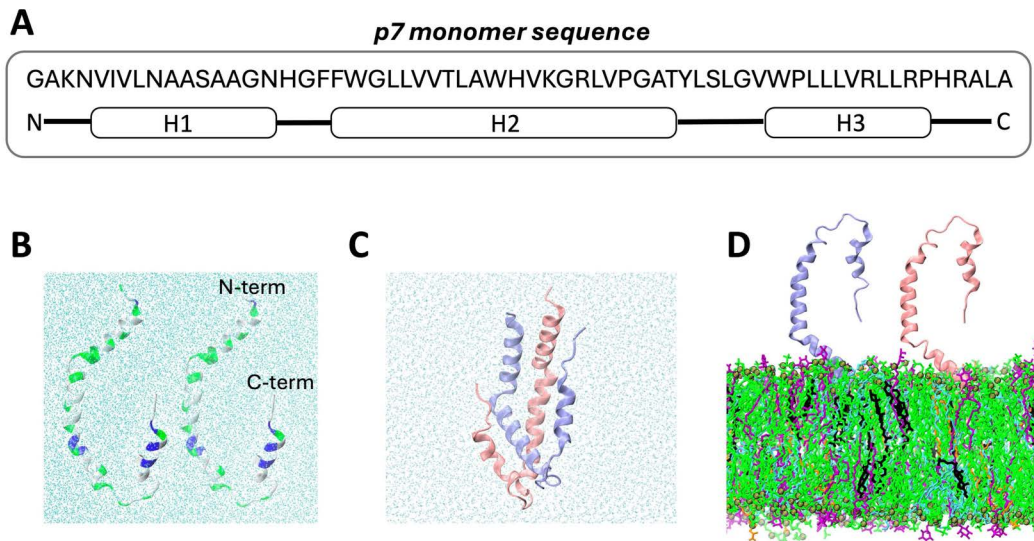 A
p7 monomer sequence
GAKNVIVLNAASAAGNHGFFWGLLVVTLAWHVKGRLVPGATYLSLGVWPLLLVRLLRPHRALA
N H1 H2 H3 C
B
N-term
C-term
C
D